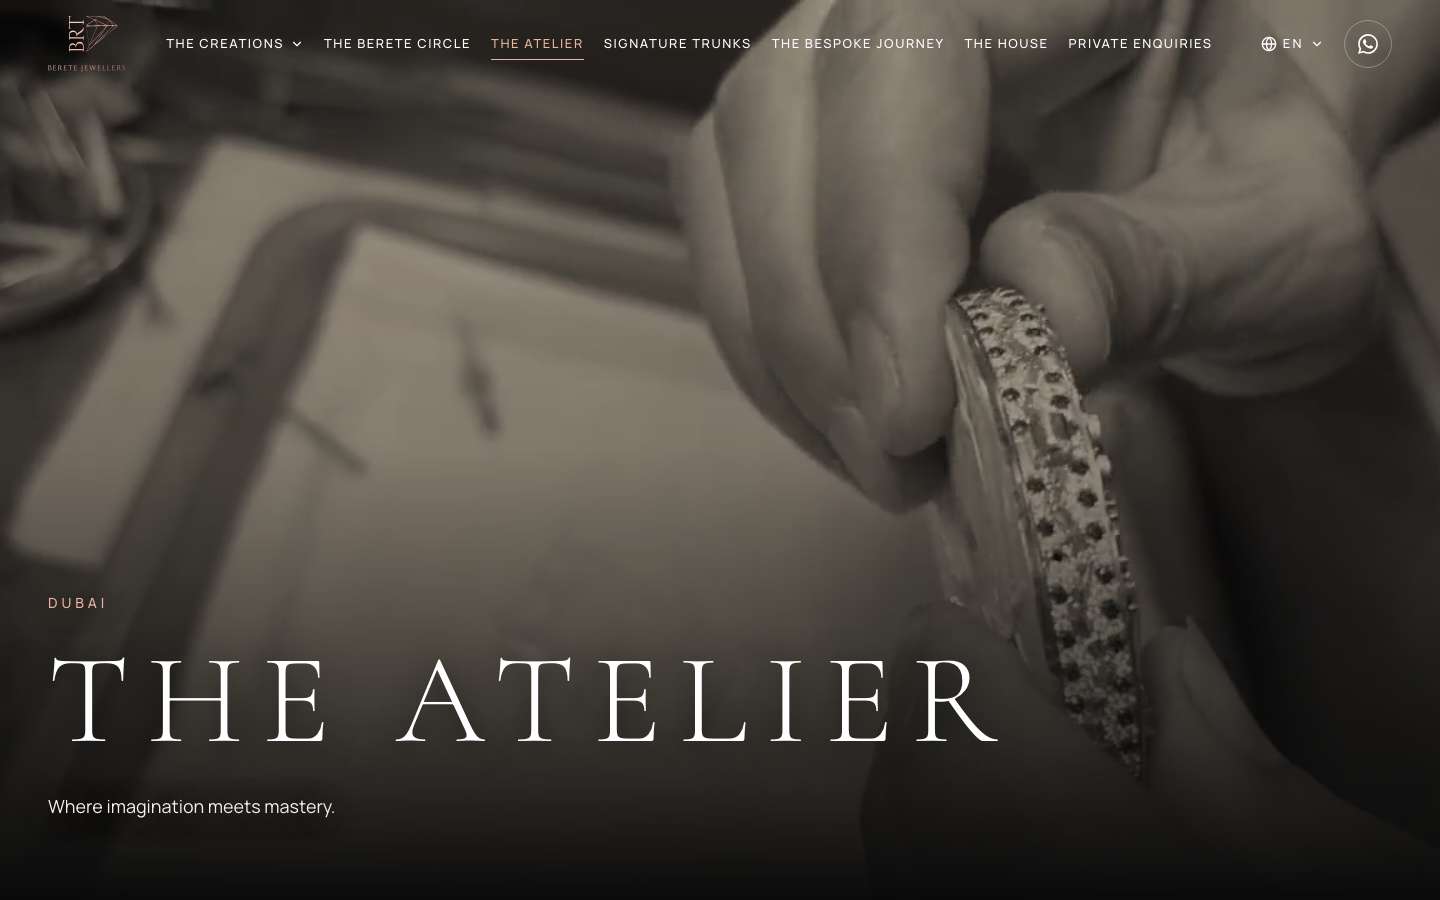 BRT
BERETE JEWELLERS
THE CREATIONS
THE BERETE CIRCLE
THE ATELIER
SIGNATURE TRUNKS
THE BESPOKE JOURNEY
THE HOUSE
PRIVATE ENQUIRIES
EN
DUBAI
THE ATELIER
Where imagination meets mastery.